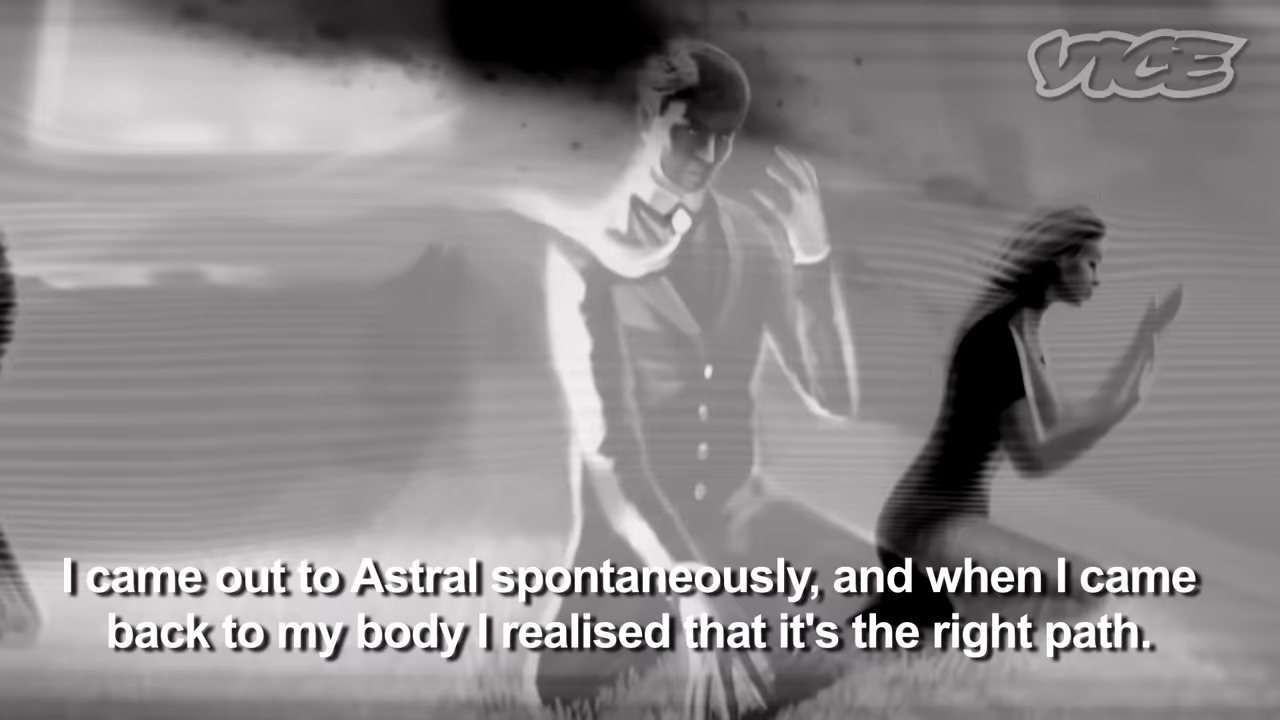 VICE
I came out to Astral spontaneously, and when I came
back to my body I realised that it's the right path.